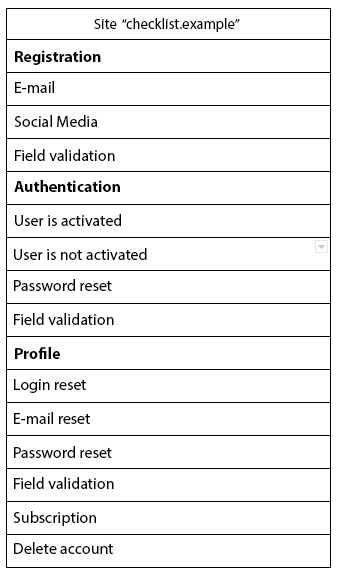 Site “checklist.example”
Registration
E-mail
Social Media
Field validation
Authentication
User is activated
User is not activated
Password reset
Field validation
Profile
Login reset
E-mail reset
Password reset
Field validation
Subscription
Delete account